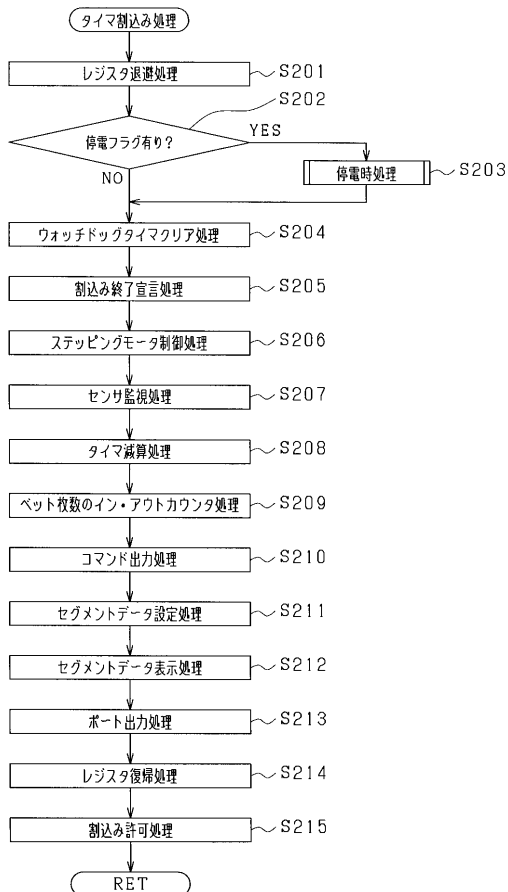 タイマ割込み処理
レジスタ退避処理 S201
S202
停電フラグ有り? YES
停電時処理 S203
NO
ウォッチドッグタイマクリア処理 S204
割込み終了宣言処理 S205
ステッピングモータ制御処理 S206
センサ監視処理 S207
タイマ減算処理 S208
ベット枚数のイン・アウトカウンタ処理 S209
コマンド出力処理 S210
セグメントデータ設定処理 S211
セグメントデータ表示処理 S212
ポート出力処理 S213
レジスタ復帰処理 S214
割込み許可処理 S215
RET